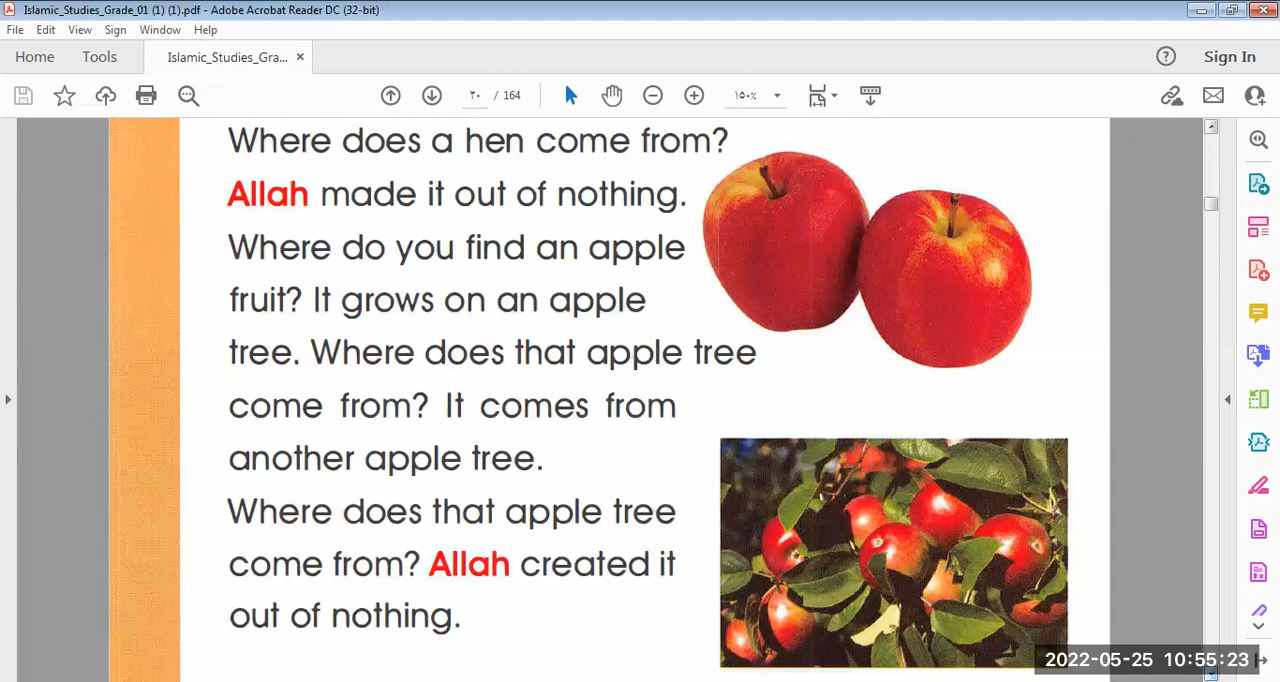 Islamic_Studies_Grade_01 (1) (1).pdf - Adobe Acrobat Reader DC (32-bit)
File Edit View Sign Window Help
Home Tools Islamic_Studies_Gra... ×
Sign In
٢٠ / 164
١٥٠٪
Where does a hen come from?
Allah made it out of nothing.
Where do you find an apple
fruit? It grows on an apple
tree. Where does that apple tree
come from? It comes from
another apple tree.
Where does that apple tree
come from? Allah created it
out of nothing.
2022-05-25 10:55:23